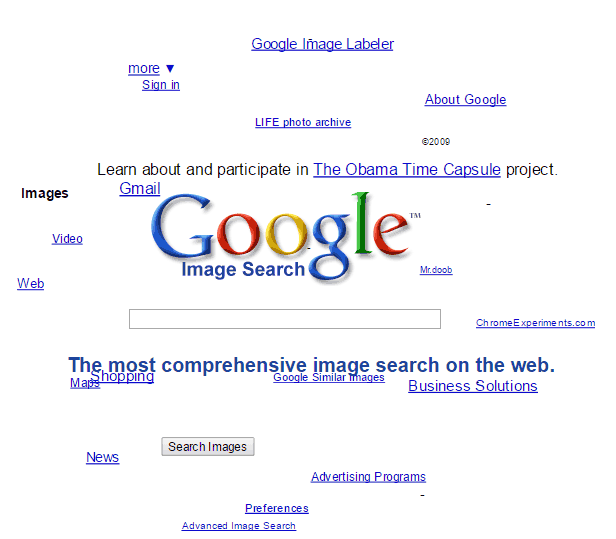 Google Image Labeler
more ▼
Sign in
About Google
LIFE photo archive
©2009
Learn about and participate in The Obama Time Capsule project.
Images
Gmail
Google™
Video
Image Search
Mr.doob
Web
ChromeExperiments.com
The most comprehensive image search on the web.
Shopping
Google Similar Images
Maps
Business Solutions
Search Images
News
Advertising Programs
Preferences
Advanced Image Search